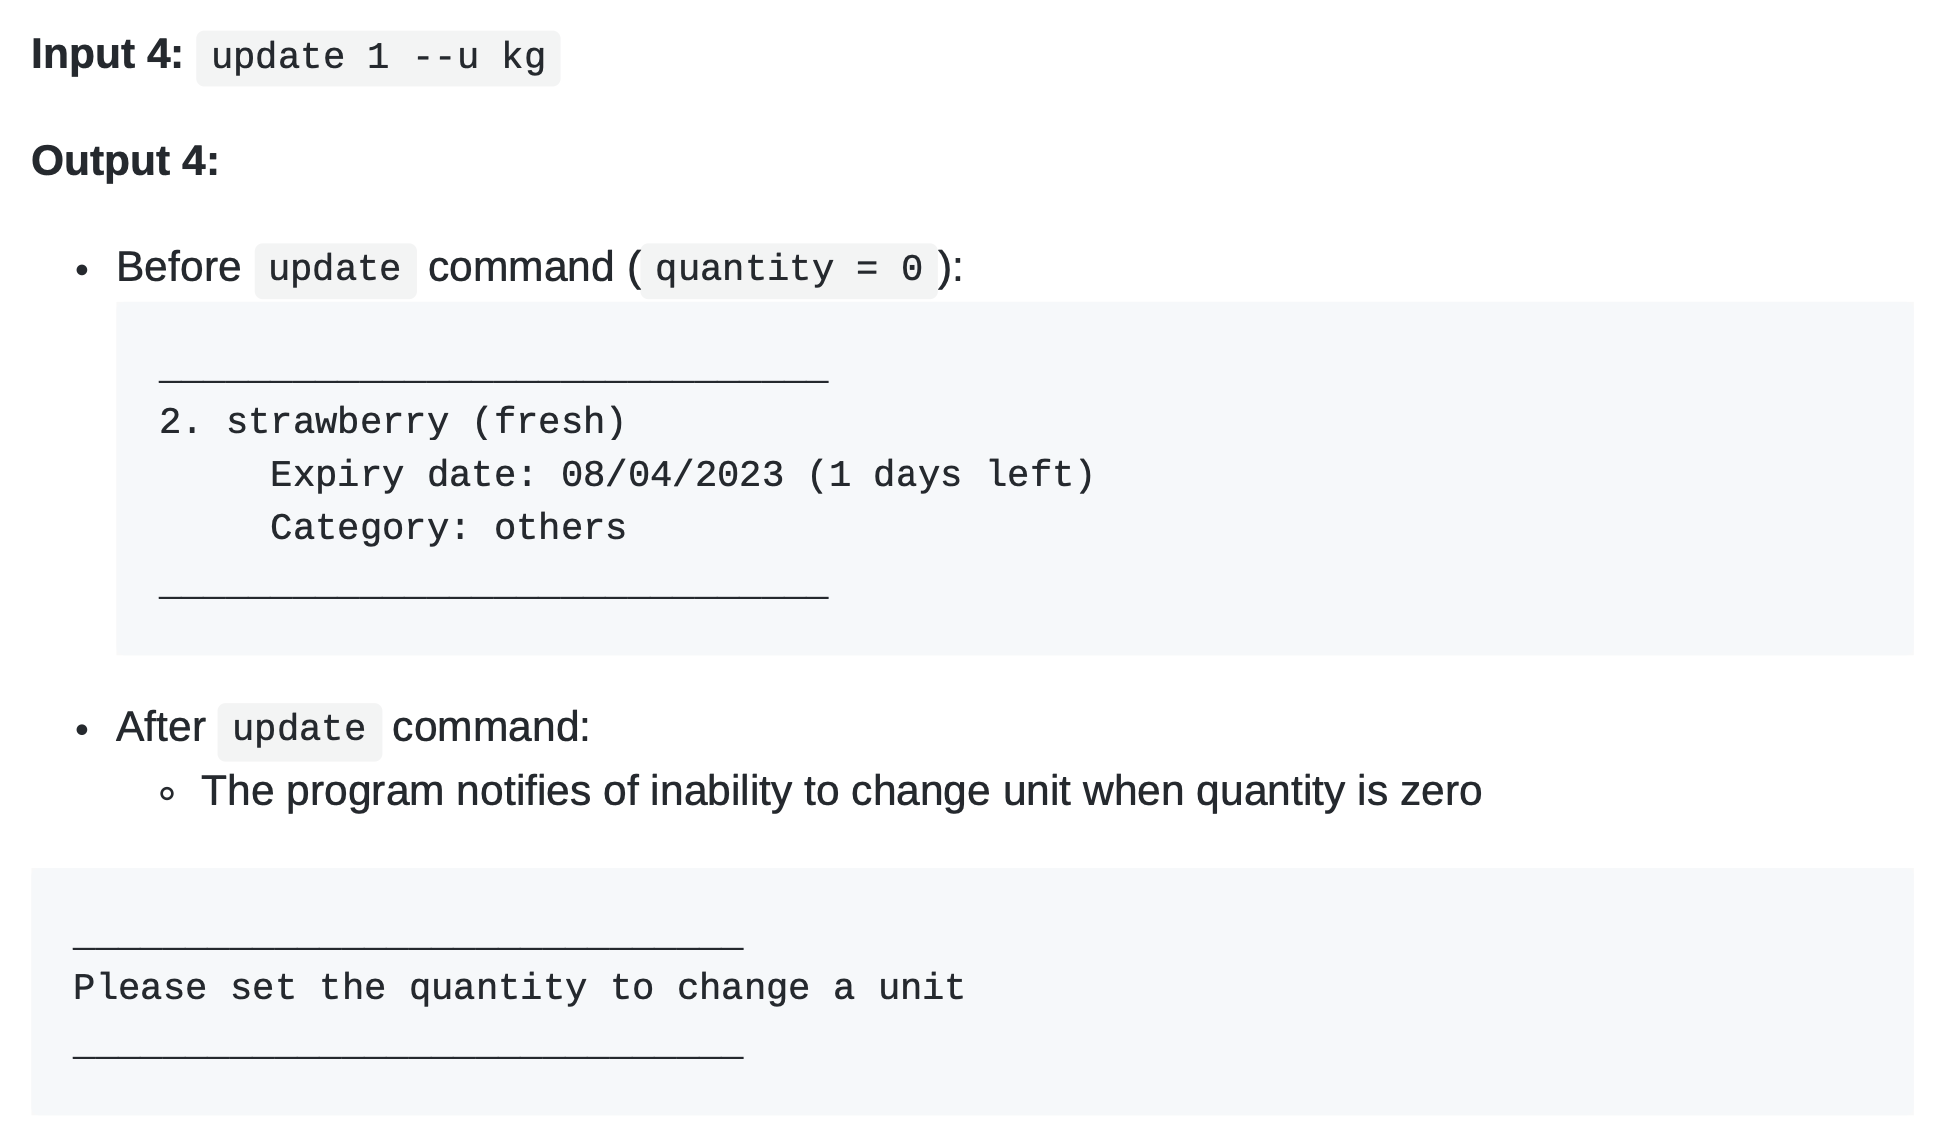 Input 4: update 1 --u kg
Output 4:
• Before update command (quantity = 0):
______________________________
2. strawberry (fresh)
     Expiry date: 08/04/2023 (1 days left)
     Category: others
______________________________
• After update command:
◦ The program notifies of inability to change unit when quantity is zero
______________________________
Please set the quantity to change a unit
______________________________